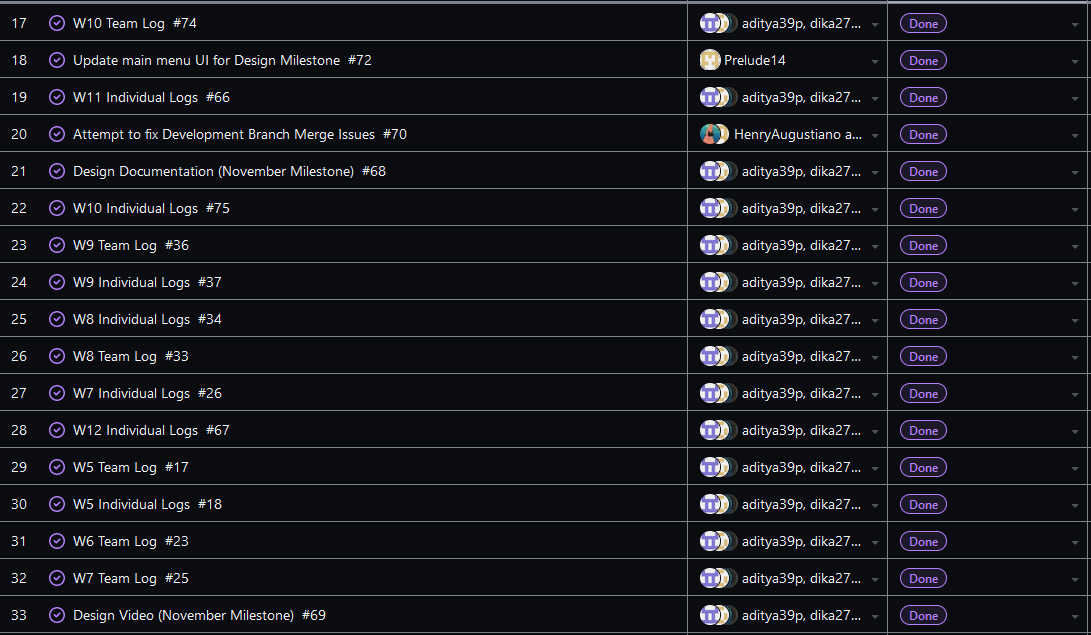 17 W10 Team Log #74 aditya39p, dika27... Done
18 Update main menu UI for Design Milestone #72 Prelude14 Done
19 W11 Individual Logs #66 aditya39p, dika27... Done
20 Attempt to fix Development Branch Merge Issues #70 HenryAugustiano a... Done
21 Design Documentation (November Milestone) #68 aditya39p, dika27... Done
22 W10 Individual Logs #75 aditya39p, dika27... Done
23 W9 Team Log #36 aditya39p, dika27... Done
24 W9 Individual Logs #37 aditya39p, dika27... Done
25 W8 Individual Logs #34 aditya39p, dika27... Done
26 W8 Team Log #33 aditya39p, dika27... Done
27 W7 Individual Logs #26 aditya39p, dika27... Done
28 W12 Individual Logs #67 aditya39p, dika27... Done
29 W5 Team Log #17 aditya39p, dika27... Done
30 W5 Individual Logs #18 aditya39p, dika27... Done
31 W6 Team Log #23 aditya39p, dika27... Done
32 W7 Team Log #25 aditya39p, dika27... Done
33 Design Video (November Milestone) #69 aditya39p, dika27... Done